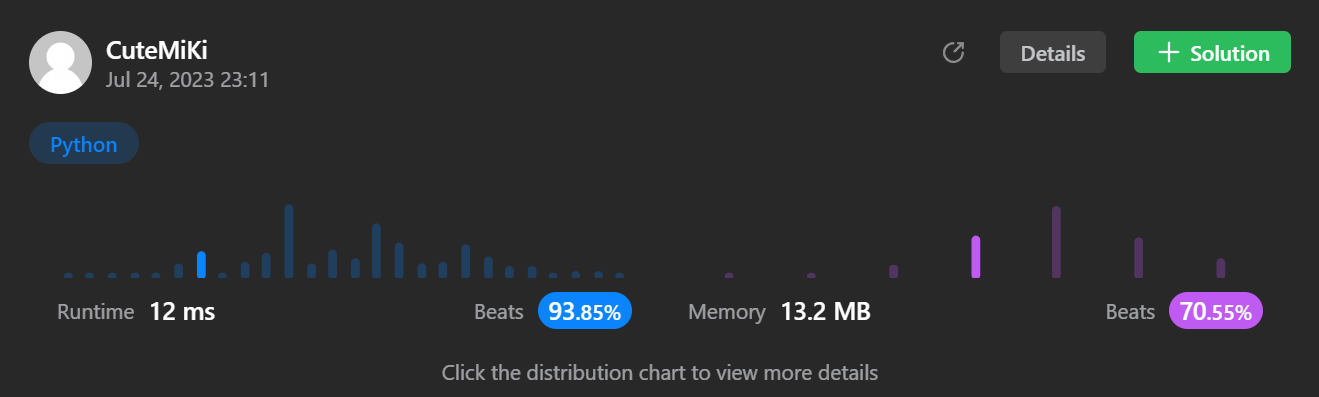 CuteMiKi
Jul 24, 2023 23:11
Details
Solution
Python
Runtime 12 ms
Beats 93.85%
Memory 13.2 MB
Beats 70.55%
Click the distribution chart to view more details